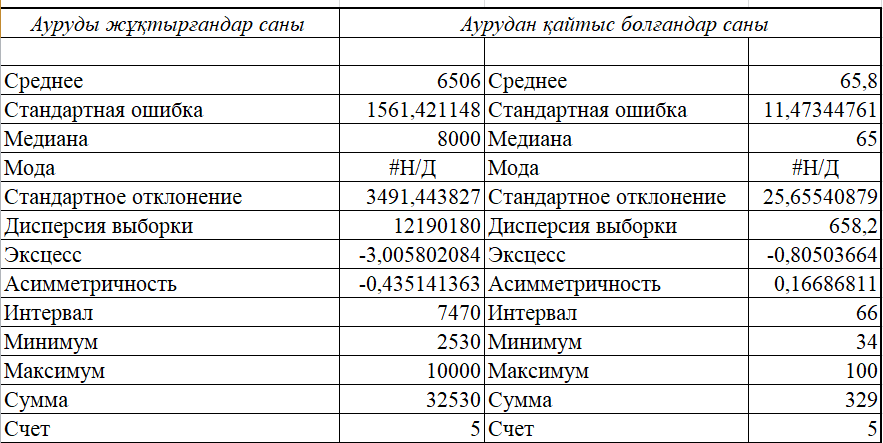 Ауруды жұқтырғандар саны Аурудан қайтыс болғандар саны
Среднее 6506 Среднее 65,8
Стандартная ошибка 1561,421148 Стандартная ошибка 11,47344761
Медиана 8000 Медиана 65
Мода #Н/Д Мода #Н/Д
Стандартное отклонение 3491,443827 Стандартное отклонение 25,65540879
Дисперсия выборки 12190180 Дисперсия выборки 658,2
Эксцесс -3,005802084 Эксцесс -0,80503664
Асимметричность -0,435141363 Асимметричность 0,16686811
Интервал 7470 Интервал 66
Минимум 2530 Минимум 34
Максимум 10000 Максимум 100
Сумма 32530 Сумма 329
Счет 5 Счет 5